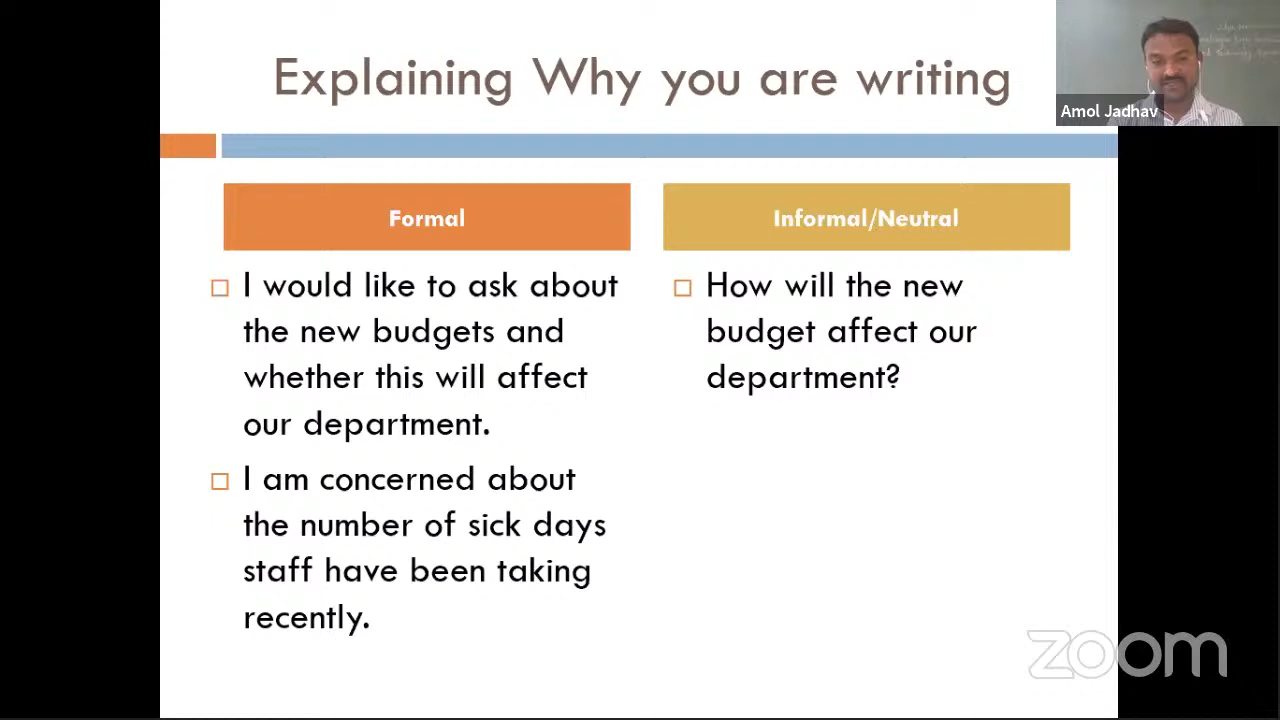 Explaining Why you are writing
Amol Jadhav
Formal
Informal/Neutral
I would like to ask about
the new budgets and
whether this will affect
our department.
I am concerned about
the number of sick days
staff have been taking
recently.
How will the new
budget affect our
department?
zoom